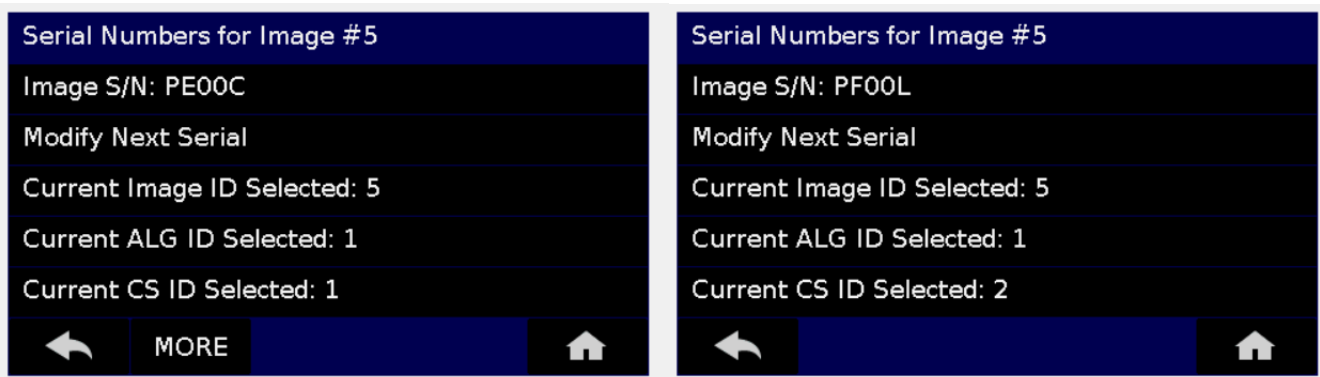 Serial Numbers for Image #5
Image S/N: PE00C
Modify Next Serial
Current Image ID Selected: 5
Current ALG ID Selected: 1
Current CS ID Selected: 1
MORE
Serial Numbers for Image #5
Image S/N: PF00L
Modify Next Serial
Current Image ID Selected: 5
Current ALG ID Selected: 1
Current CS ID Selected: 2